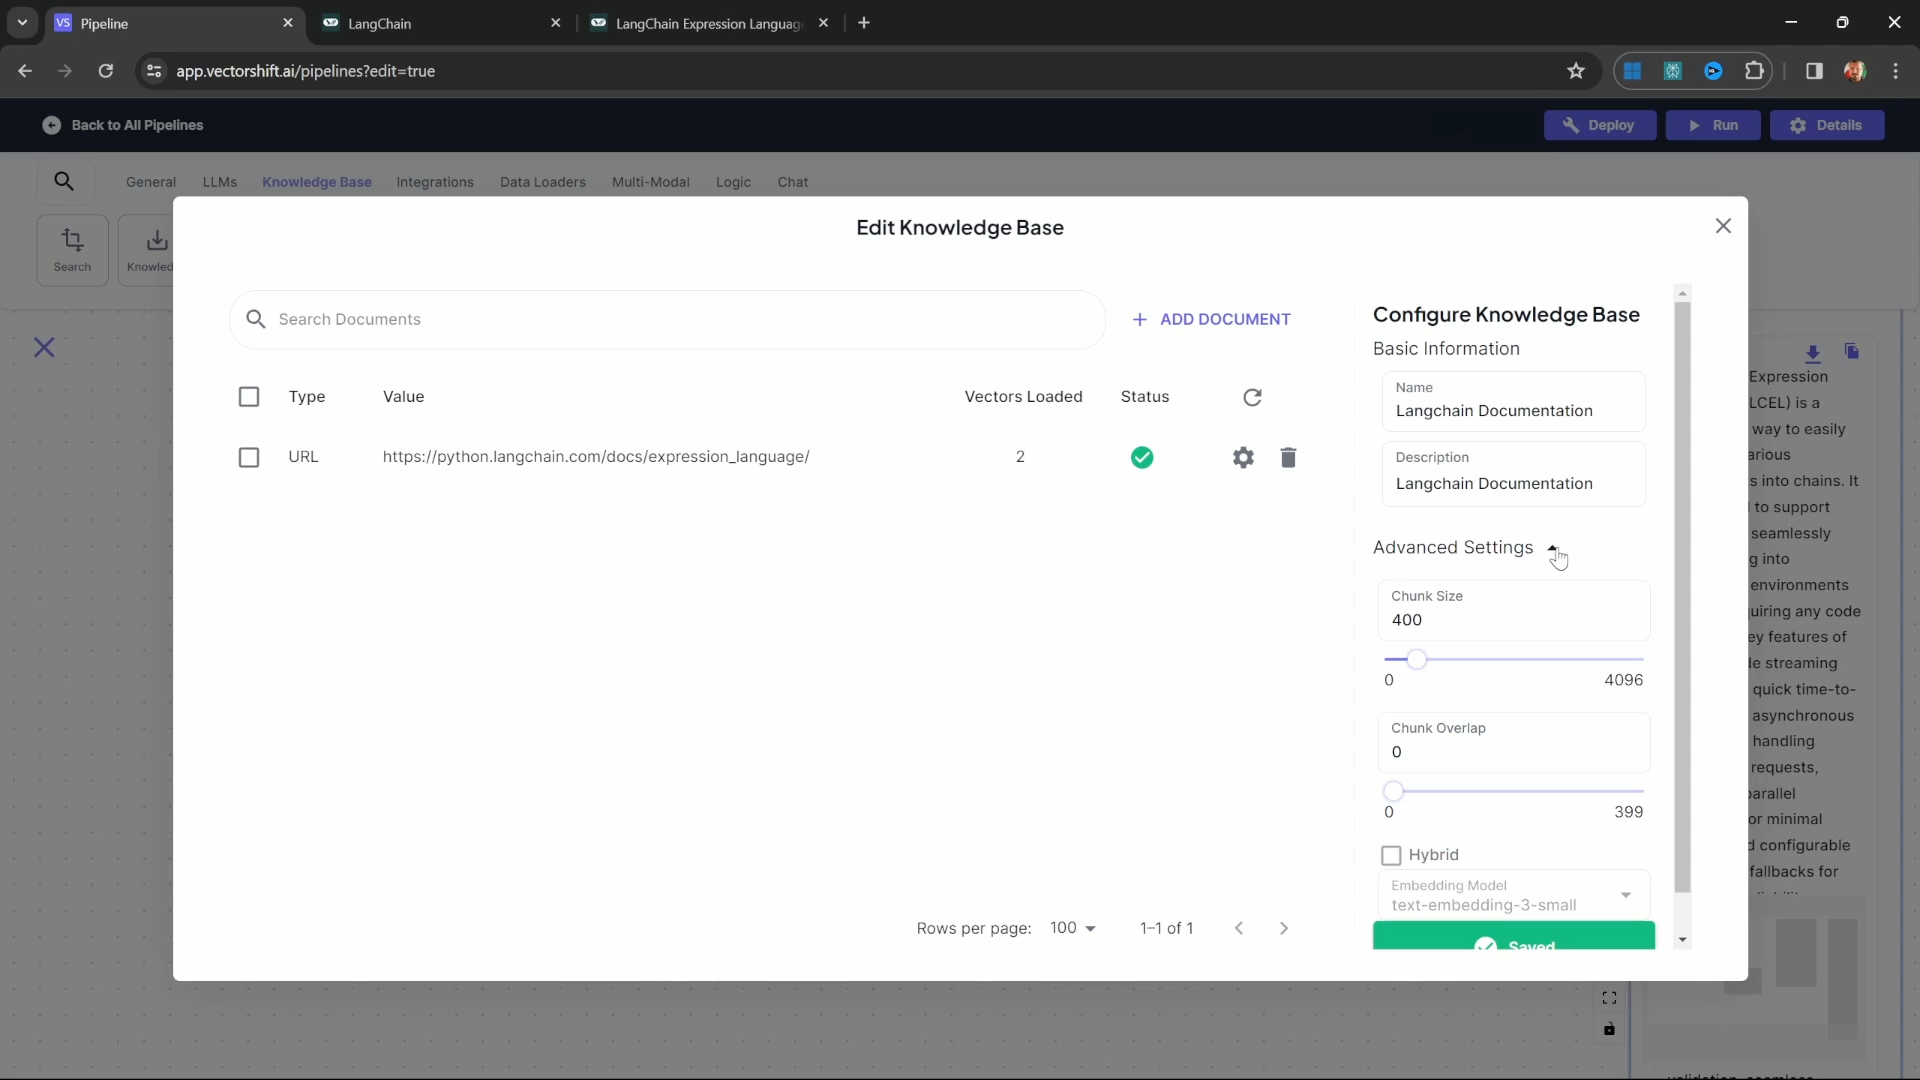 VS Pipeline
LangChain
LangChain Expression Languag
app.vectorshift.ai/pipelines?edit=true
Back to All Pipelines
Deploy
Run
Details
General
LLMs
Knowledge Base
Integrations
Data Loaders
Multi-Modal
Logic
Chat
Search
Knowled
Edit Knowledge Base
Search Documents
+ ADD DOCUMENT
Type
Value
Vectors Loaded
Status
URL
https://python.langchain.com/docs/expression_language/
2
Rows per page: 100
1-1 of 1
Configure Knowledge Base
Basic Information
Name
Langchain Documentation
Description
Langchain Documentation
Advanced Settings
Chunk Size
400
0
4096
Chunk Overlap
0
0
399
Hybrid
Embedding Model
text-embedding-3-small
Saved
Expression
LCEL) is a
way to easily
arious
s into chains. It
to support
seamlessly
g into
environments
uiring any code
ey features of
le streaming
quick time-to-
asynchronous
handling
requests,
arallel
or minimal
d configurable
fallbacks for